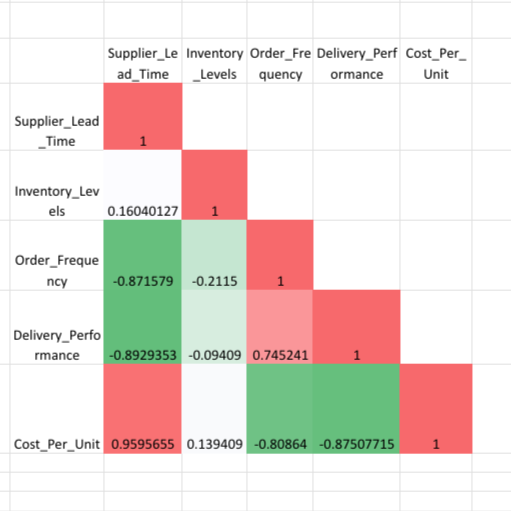 Supplier_Le Inventory Order_Fre Delivery_Perf Cost_Per_
ad_Time _Levels quency ormance Unit
Supplier_Lead
_Time 1
Inventory_Lev
els 0.16040127 1
Order_Freque
ncy -0.871579 -0.2115 1
Delivery_Perfo
rmance -0.8929353 -0.09409 0.745241 1
Cost_Per_Unit 0.9595655 0.139409 -0.80864 -0.87507715 1